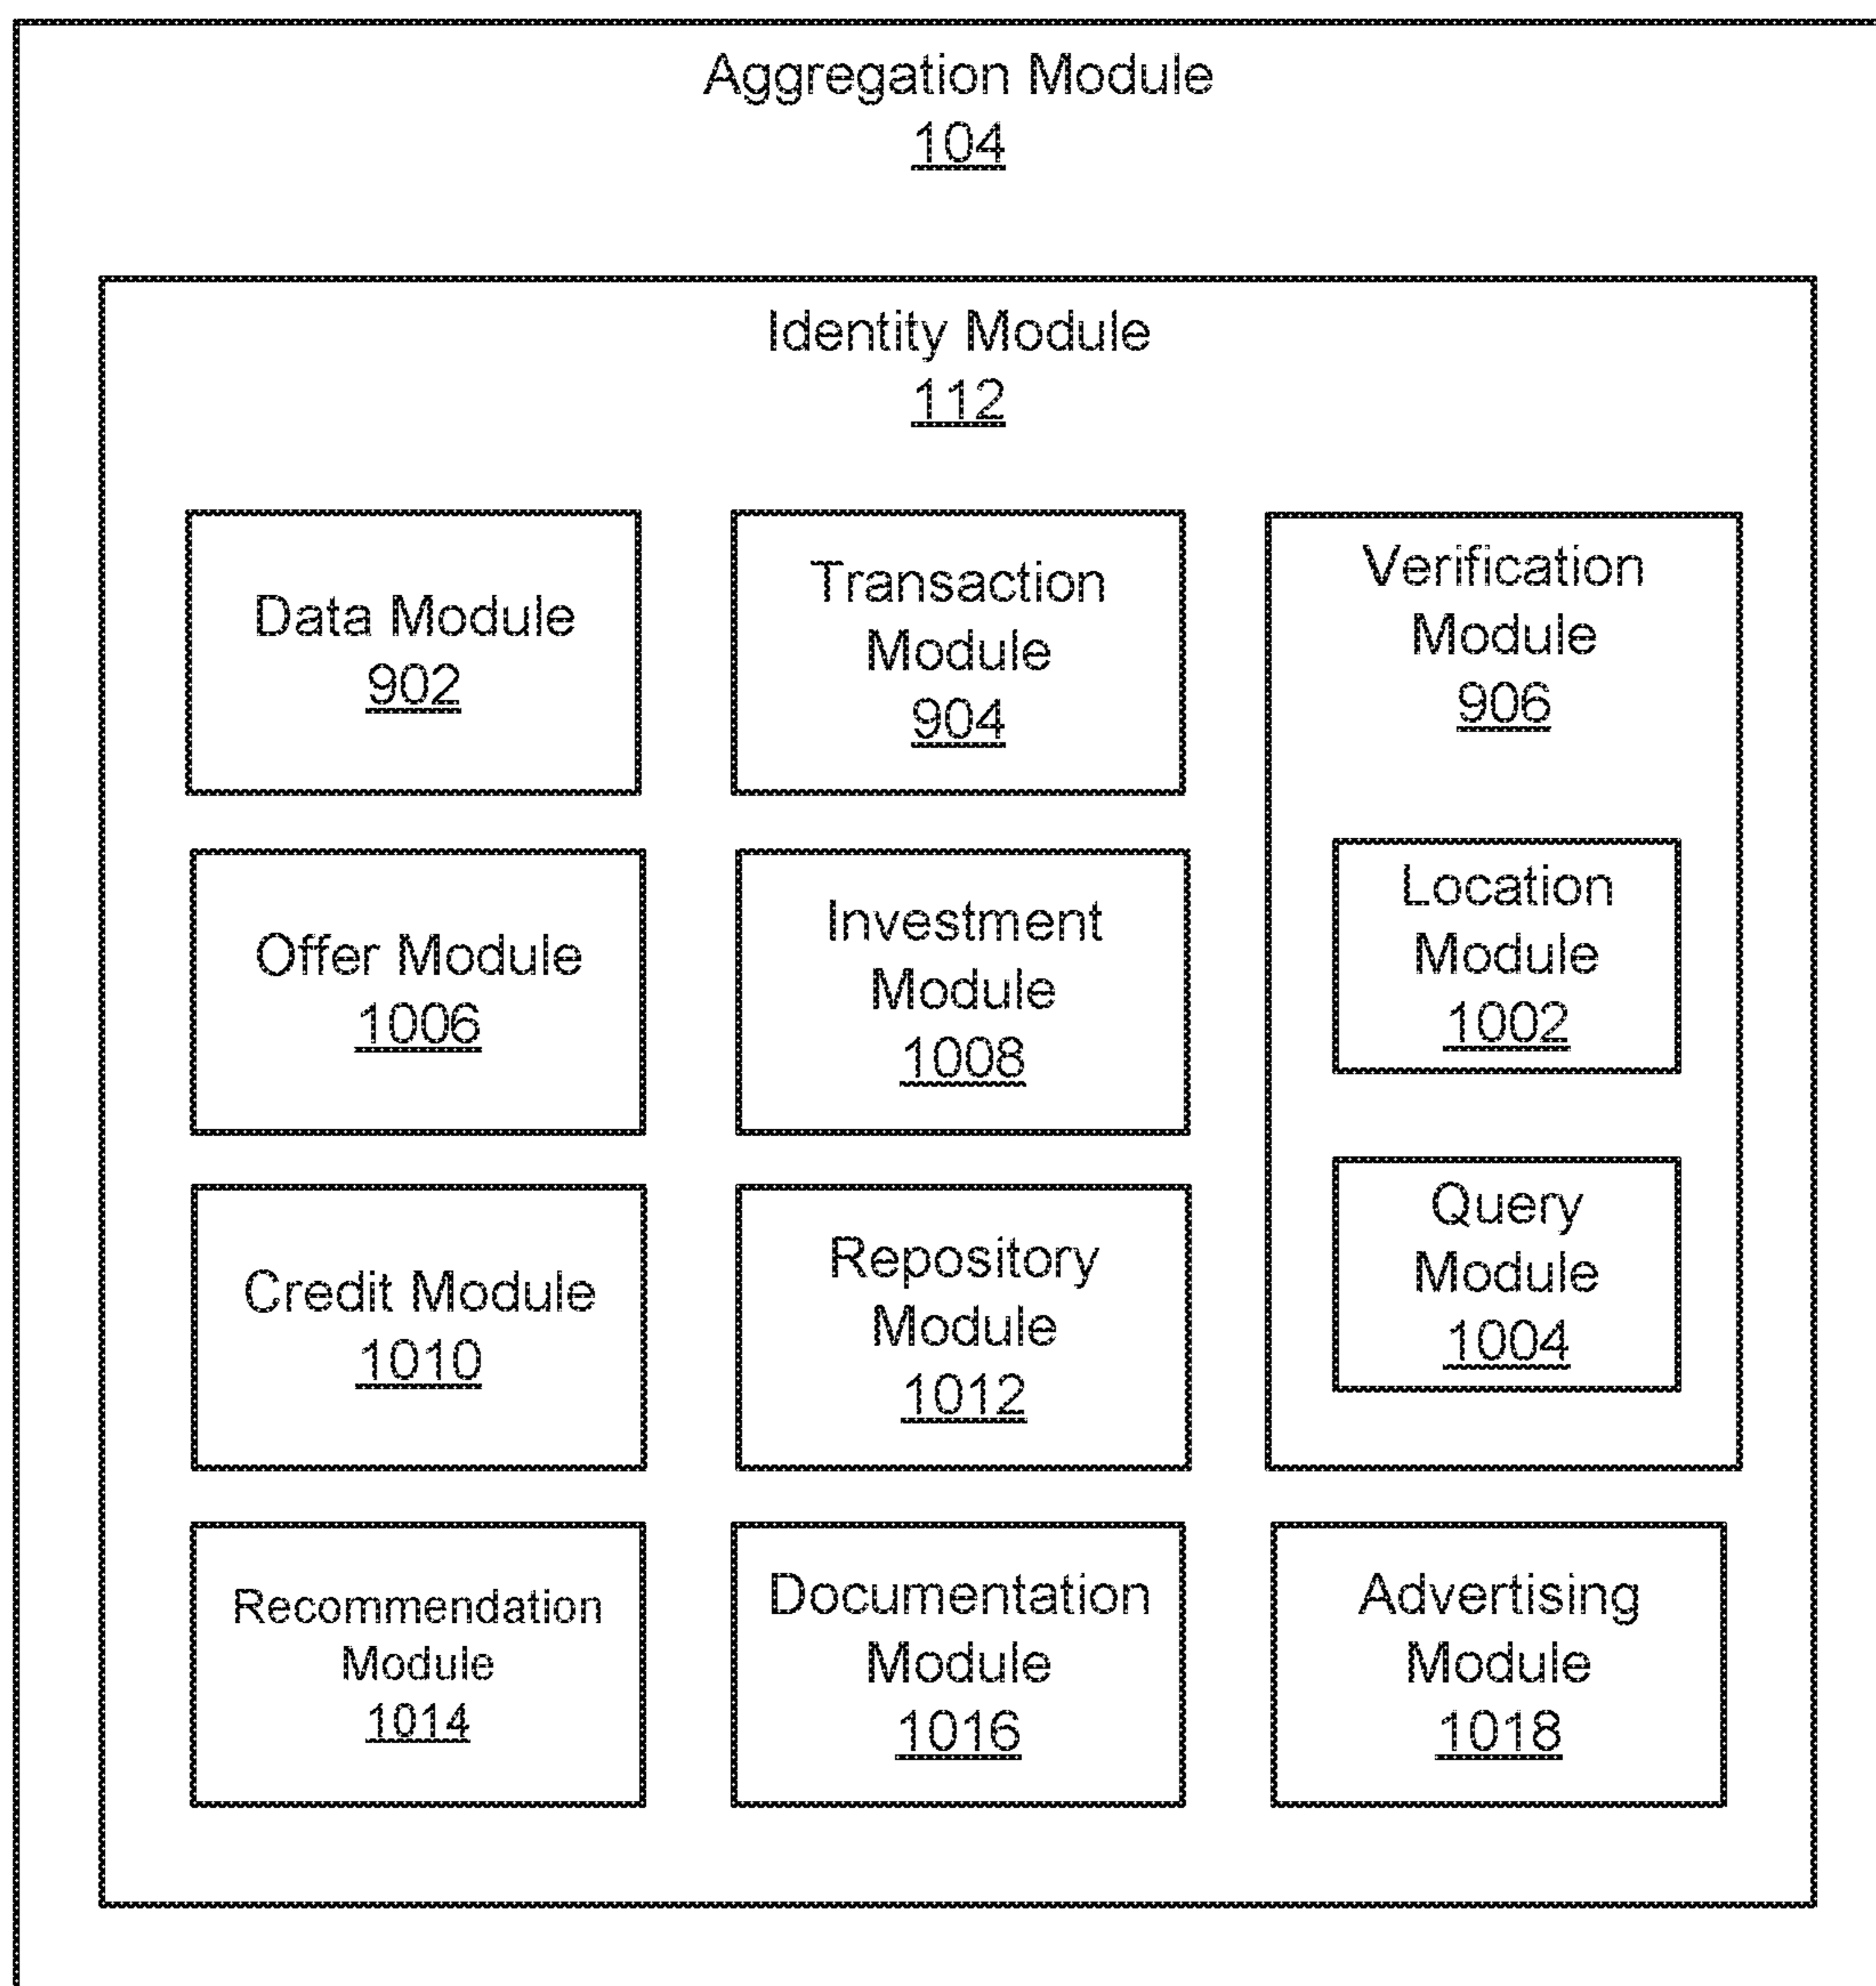 Aggregation Module
104
Identity Module
112
Data Module
902
Transaction
Module
904
Verification
Module
906
Location
Module
1002
Query
Module
1004
Offer Module
1006
Investment
Module
1008
Credit Module
1010
Repository
Module
1012
Recommendation
Module
1014
Documentation
Module
1016
Advertising
Module
1018